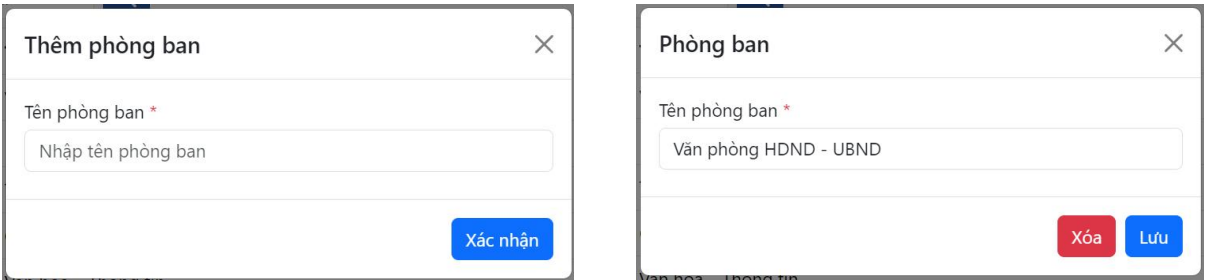 Thêm phòng ban
Tên phòng ban *
Nhập tên phòng ban
Xác nhận
Phòng ban
Tên phòng ban *
Văn phòng HDND - UBND
Xóa Lưu